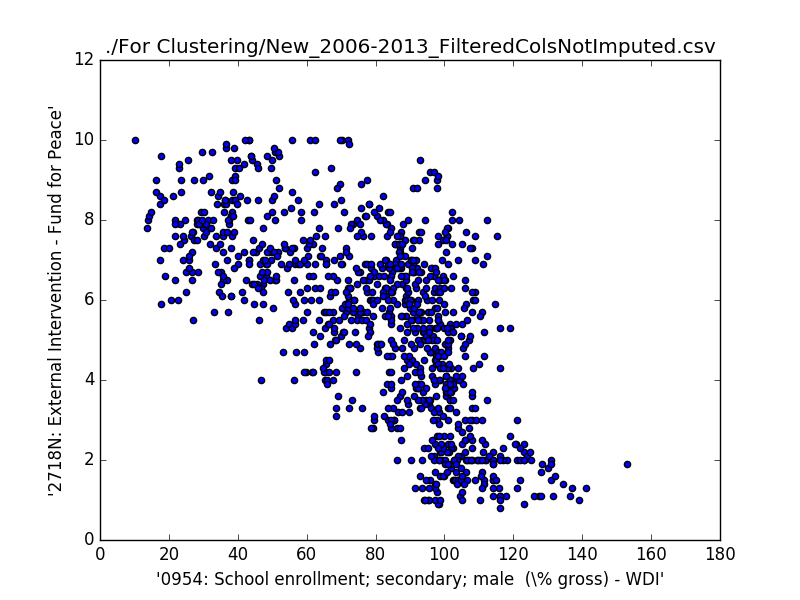 ./For Clustering/New_2006-2013_FilteredColsNotImputed.csv
12
10
8
6
4
2
0
'2718N: External Intervention - Fund for Peace'
0 20 40 60 80 100 120 140 160 180
'0954: School enrollment; secondary; male  (\% gross) - WDI'